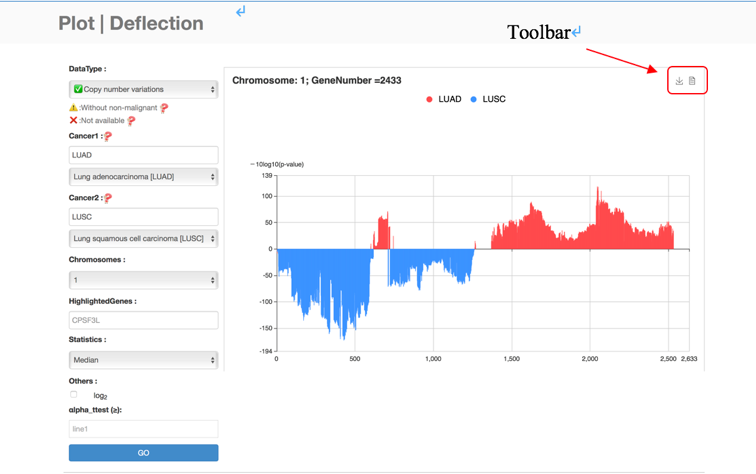 Plot | Deflection
Toolbar
DataType :
Copy number variations
:Without non-malignant
:Not available
Cancer1 :
LUAD
Lung adenocarcinoma [LUAD]
Cancer2 :
LUSC
Lung squamous cell carcinoma [LUSC]
Chromosomes :
1
HighlightedGenes :
CPSF3L
Statistics :
Median
Others :
log2
alpha_ttest (≥):
line1
GO
Chromosome: 1; GeneNumber =2433
LUAD LUSC
－10log10(p-value)
139
100
50
0
-50
-100
-150
-194
0 500 1,000 1,500 2,000 2,500 2,633